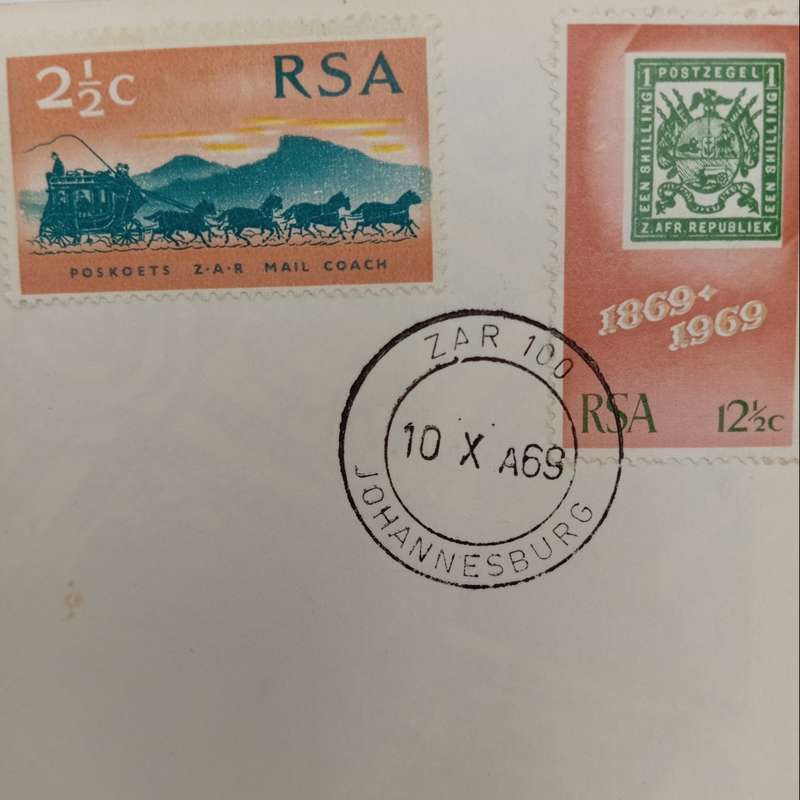 2½c RSA
POSKOETS Z·A·R MAIL COACH
1 POSTZEGEL 1
EEN SHILLING
EEN SHILLING
Z. AFR. REPUBLIEK
1869 • 1969
RSA 12½c
ZAR 100
10 X A69
JOHANNESBURG